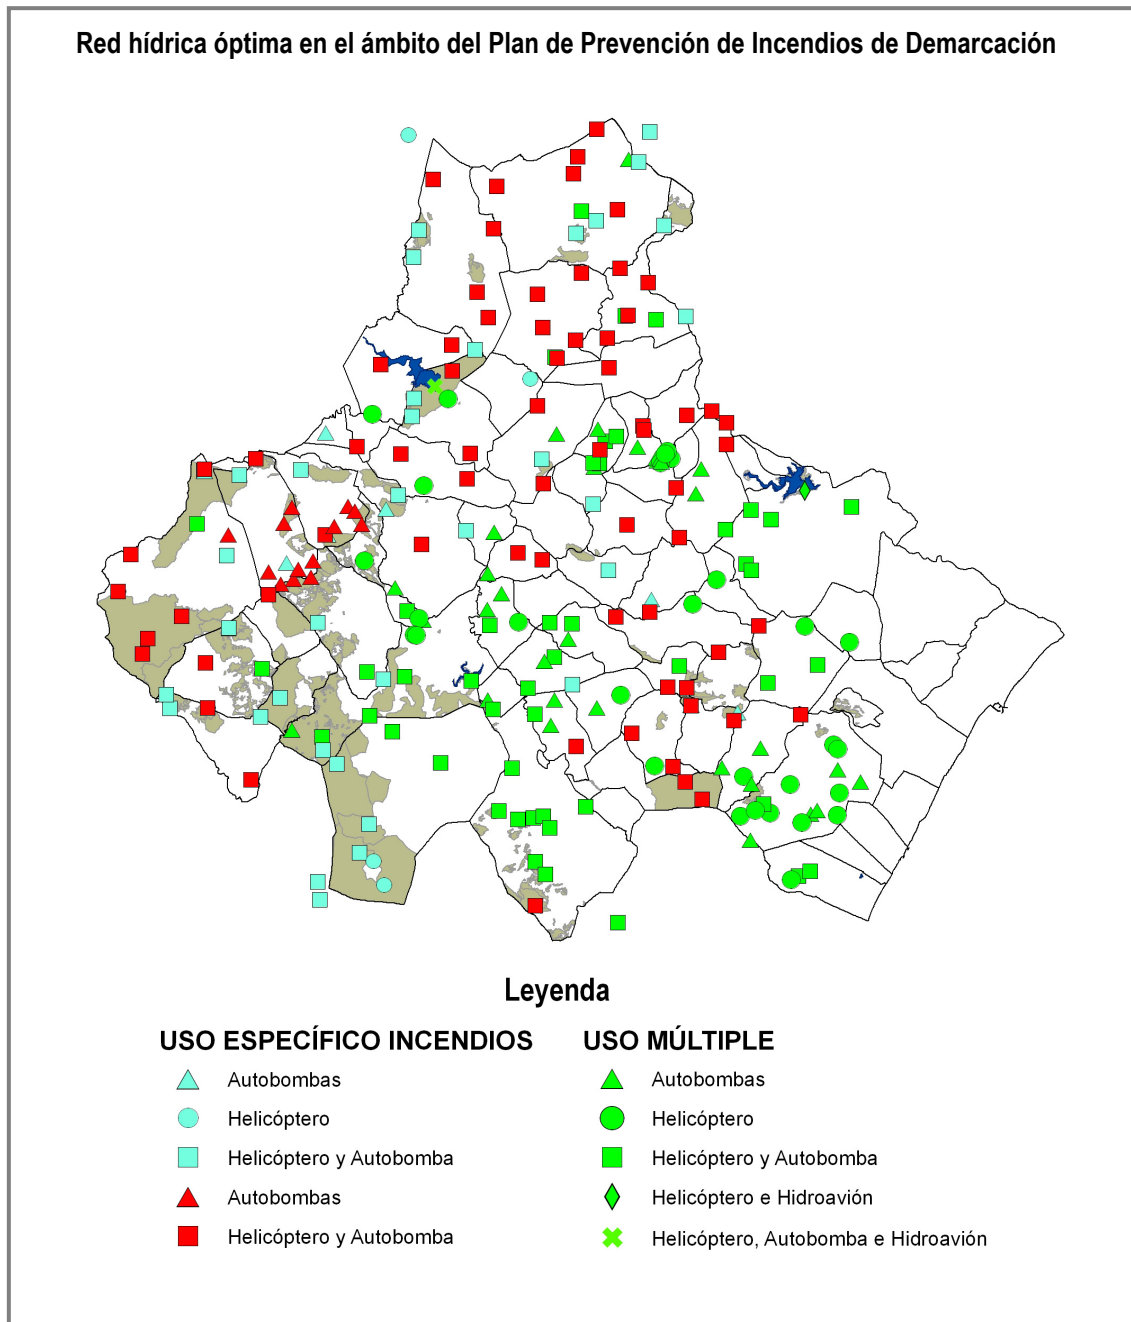 Red hídrica óptima en el ámbito del Plan de Prevención de Incendios de Demarcación
Leyenda
USO ESPECÍFICO INCENDIOS
Autobombas
Helicóptero
Helicóptero y Autobomba
Autobombas
Helicóptero y Autobomba
USO MÚLTIPLE
Autobombas
Helicóptero
Helicóptero y Autobomba
Helicóptero e Hidroavión
Helicóptero, Autobomba e Hidroavión